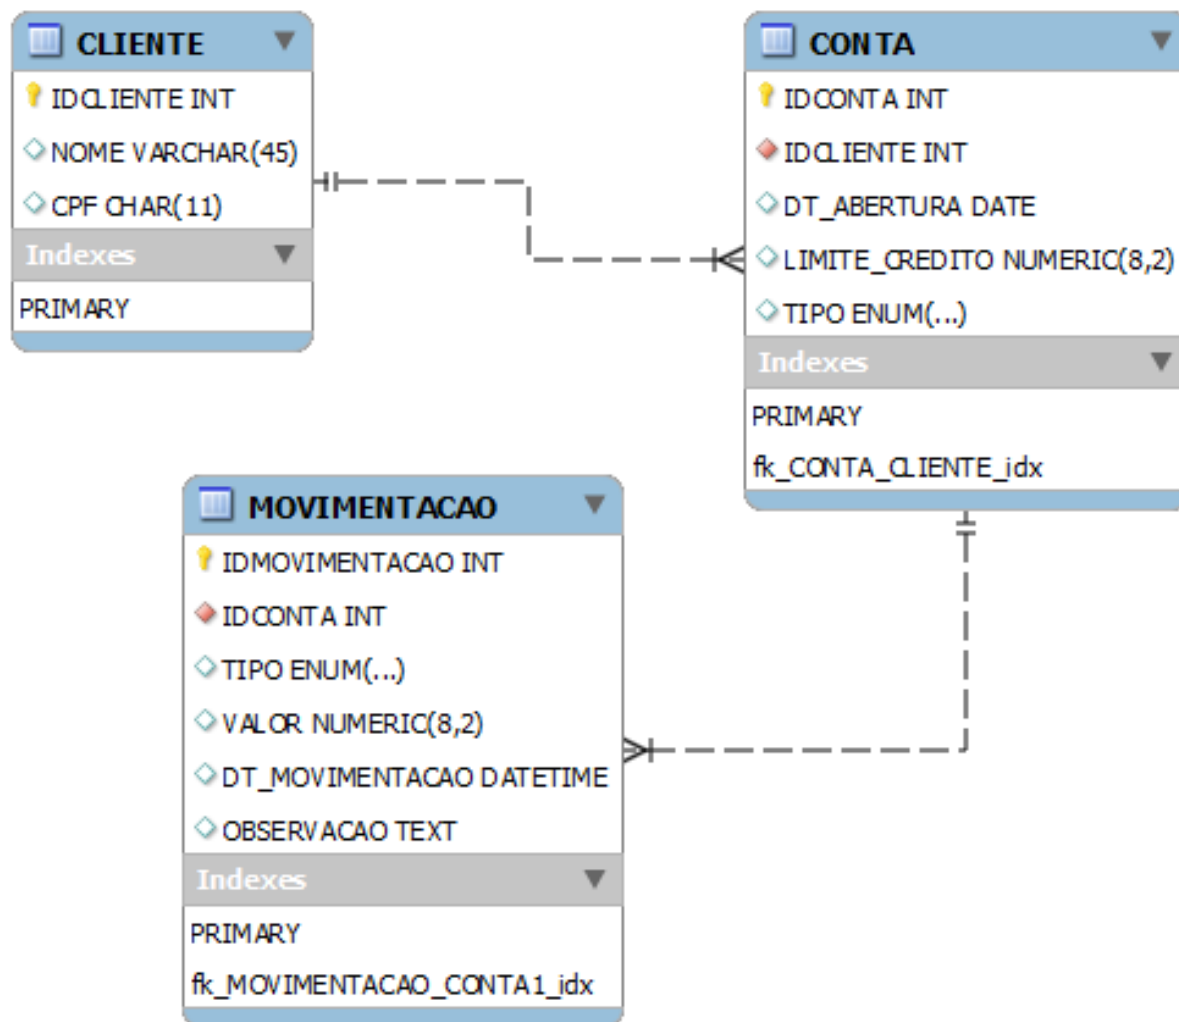 CLIENTE
IDCLIENTE INT
NOME VARCHAR(45)
CPF CHAR(11)
Indexes
PRIMARY
CONTA
IDCONTA INT
IDCLIENTE INT
DT_ABERTURA DATE
LIMITE_CREDITO NUMERIC(8,2)
TIPO ENUM(...)
Indexes
PRIMARY
fk_CONTA_CLIENTE_idx
MOVIMENTACAO
IDMOVIMENTACAO INT
IDCONTA INT
TIPO ENUM(...)
VALOR NUMERIC(8,2)
DT_MOVIMENTACAO DATETIME
OBSERVACAO TEXT
Indexes
PRIMARY
fk_MOVIMENTACAO_CONTA1_idx